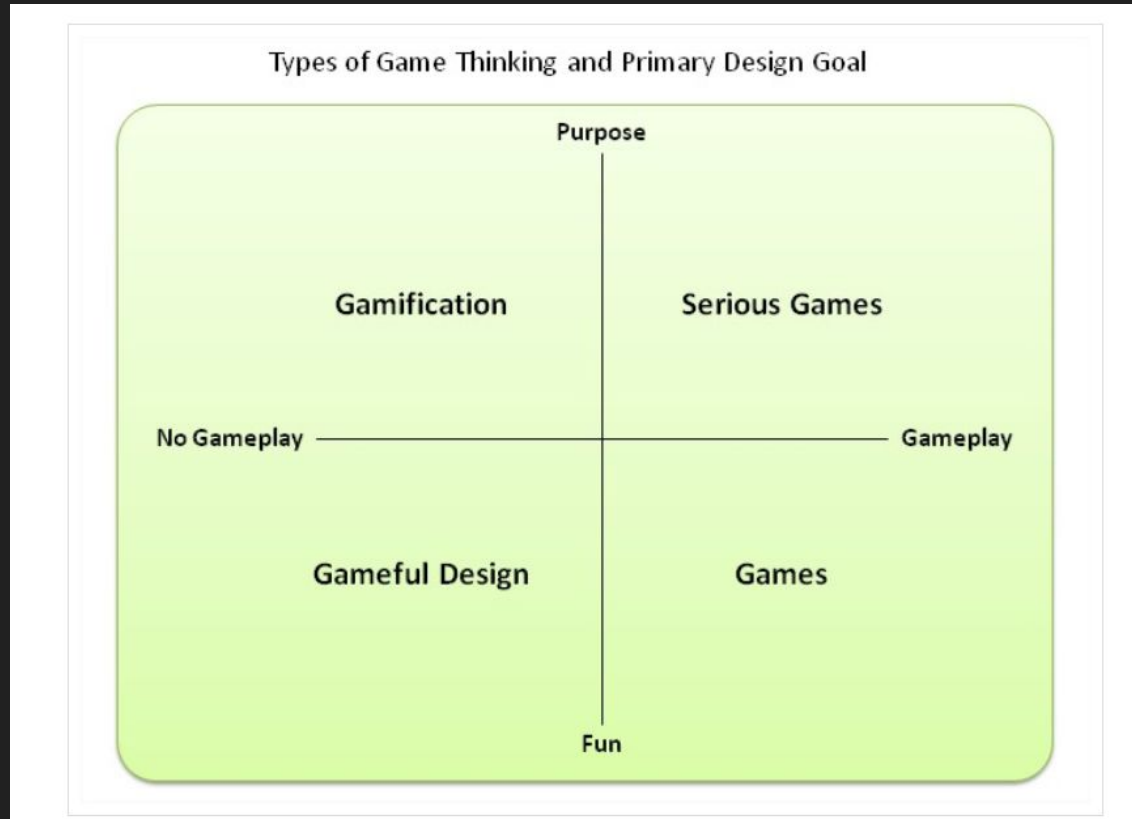 Types of Game Thinking and Primary Design Goal
Purpose
Gamification
Serious Games
No Gameplay
Gameplay
Gameful Design
Games
Fun